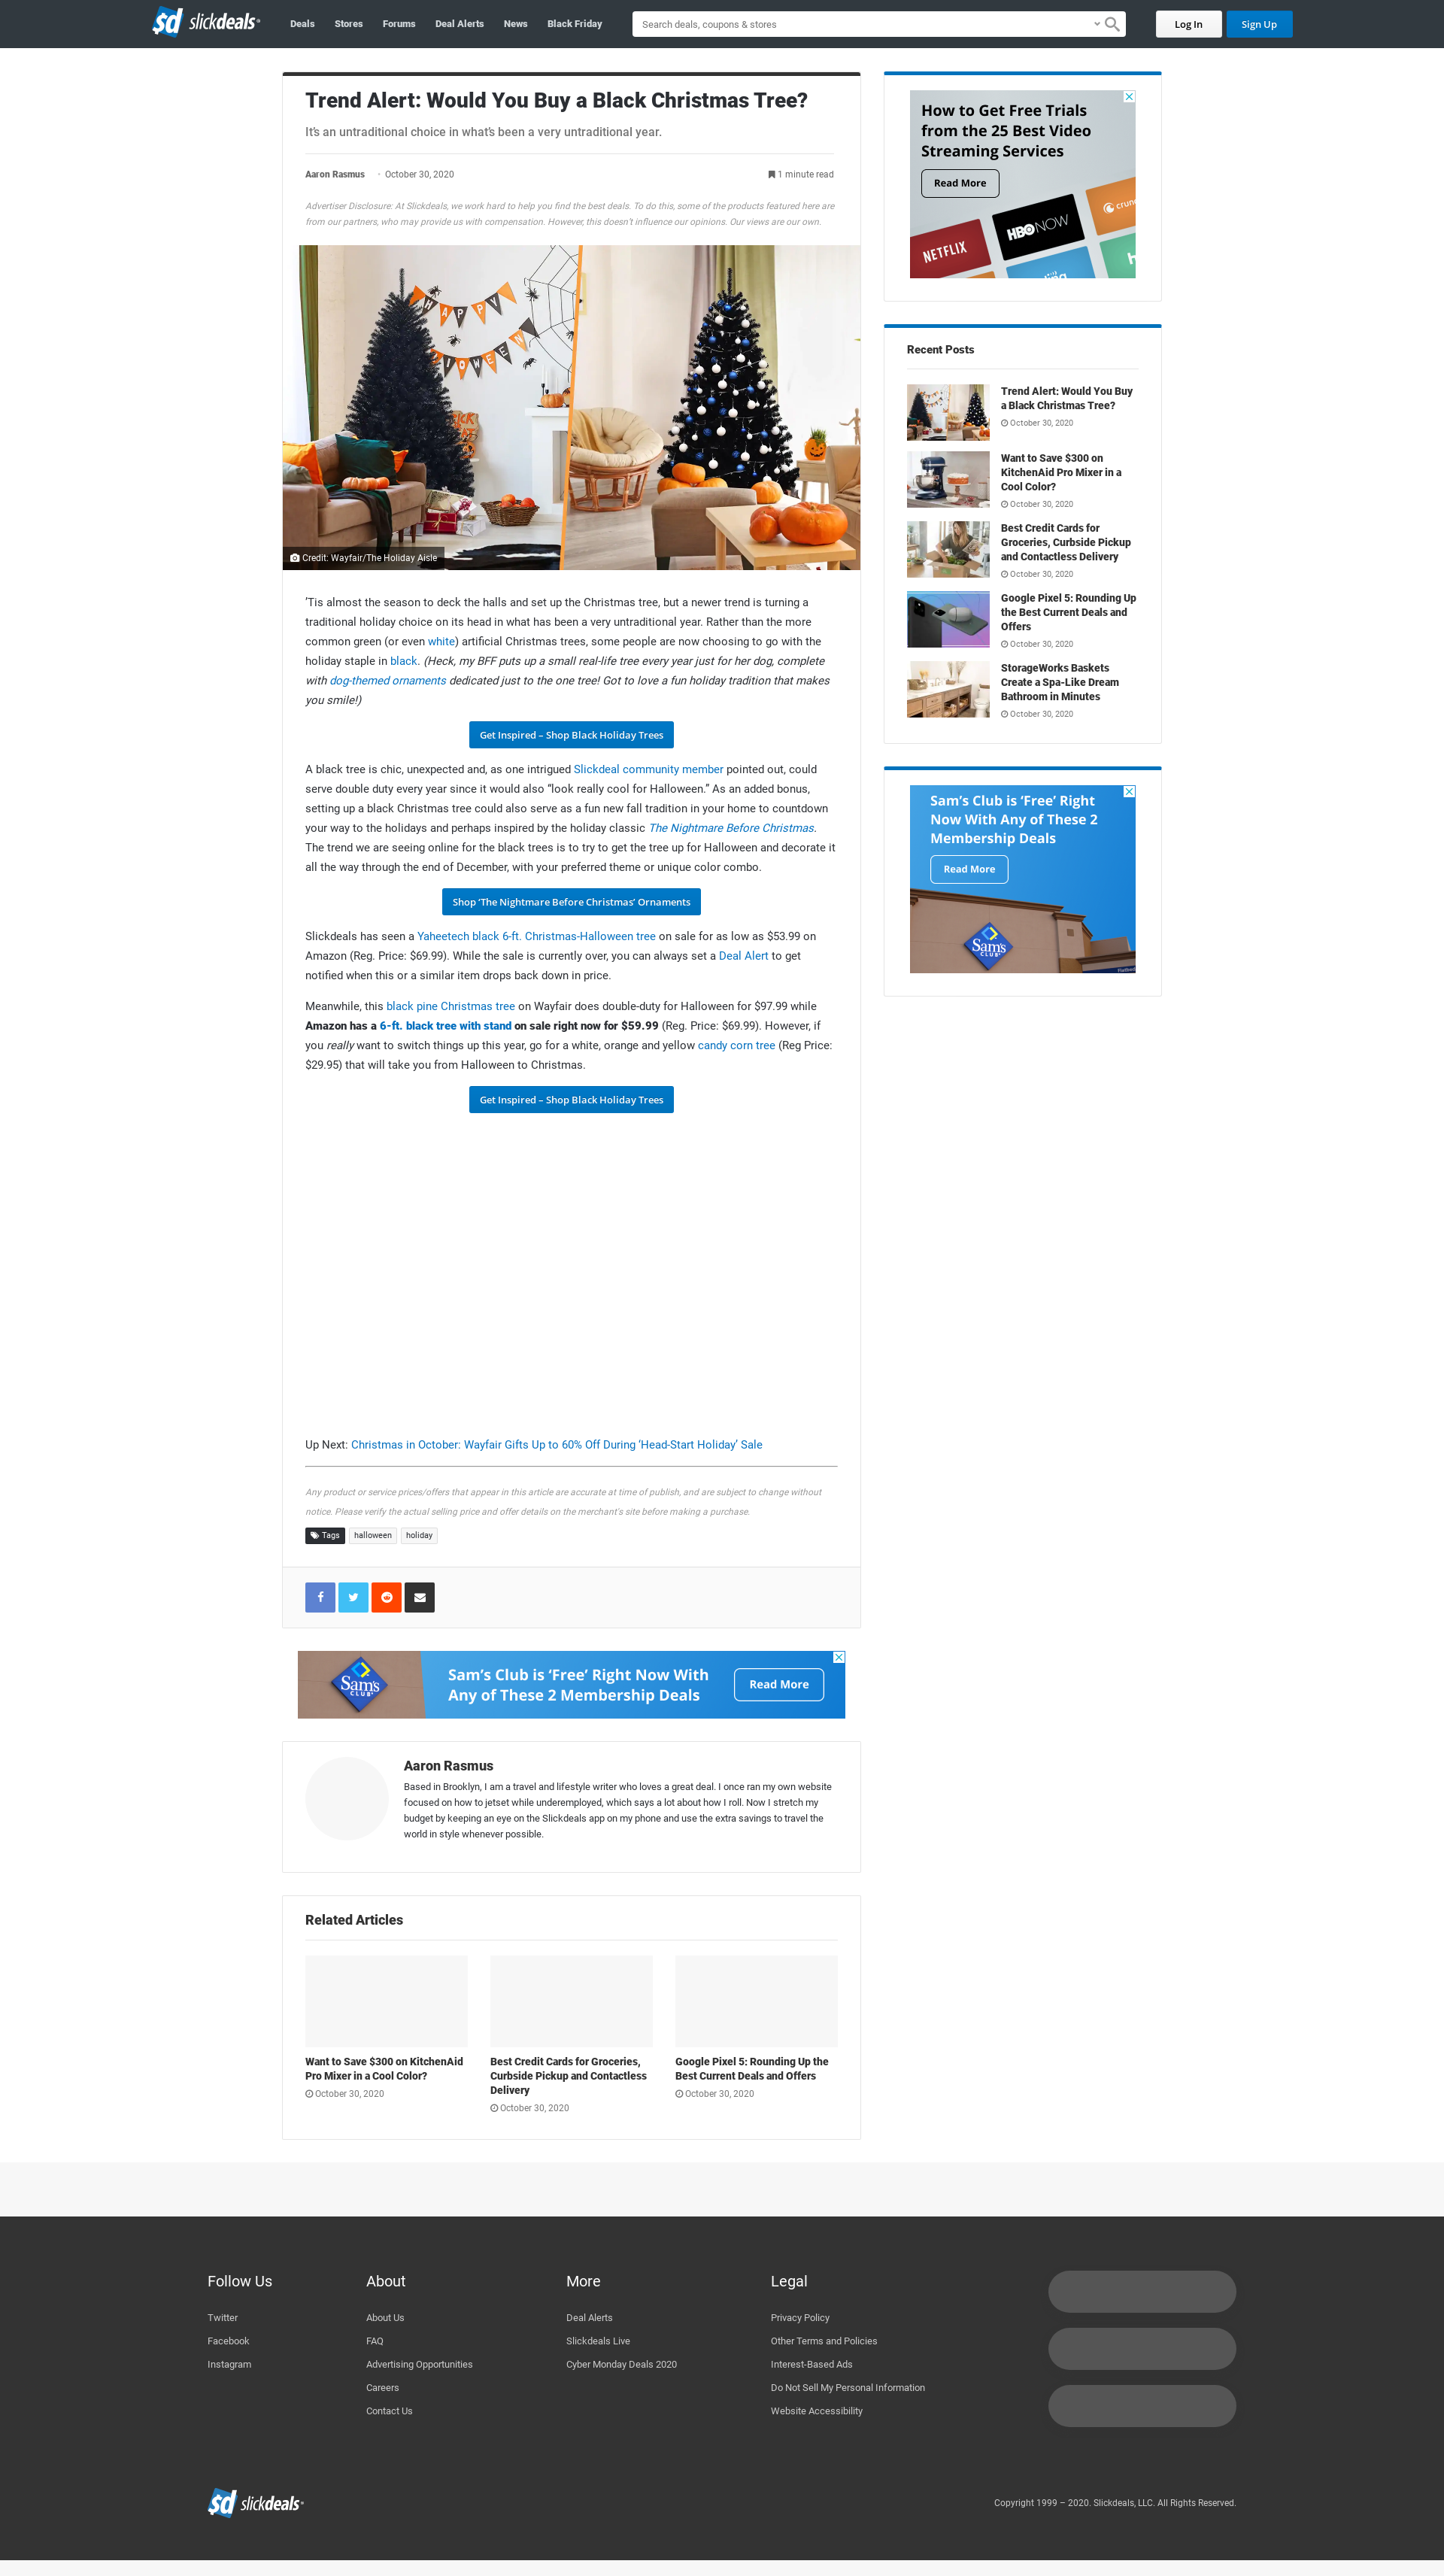 slickdeals
Deals
Stores
Forums
Deal Alerts
News
Black Friday
Search deals, coupons & stores
Log In
Sign Up
Trend Alert: Would You Buy a Black Christmas Tree?
It's an untraditional choice in what's been a very untraditional year.
Aaron Rasmus · October 30, 2020
1 minute read
Advertiser Disclosure: At Slickdeals, we work hard to help you find the best deals. To do this, some of the products featured here are
from our partners, who may provide us with compensation. However, this doesn't influence our opinions. Our views are our own.
HAPPY
Credit: Wayfair/The Holiday Aisle
'Tis almost the season to deck the halls and set up the Christmas tree, but a newer trend is turning a
traditional holiday choice on its head in what has been a very untraditional year. Rather than the more
common green (or even white) artificial Christmas trees, some people are now choosing to go with the
holiday staple in black. (Heck, my BFF puts up a small real-life tree every year just for her dog, complete
with dog-themed ornaments dedicated just to the one tree! Got to love a fun holiday tradition that makes
you smile!)
Get Inspired – Shop Black Holiday Trees
A black tree is chic, unexpected and, as one intrigued Slickdeal community member pointed out, could
serve double duty every year since it would also “look really cool for Halloween.” As an added bonus,
setting up a black Christmas tree could also serve as a fun new fall tradition in your home to countdown
your way to the holidays and perhaps inspired by the holiday classic The Nightmare Before Christmas.
The trend we are seeing online for the black trees is to try to get the tree up for Halloween and decorate it
all the way through the end of December, with your preferred theme or unique color combo.
Shop ‘The Nightmare Before Christmas’ Ornaments
Slickdeals has seen a Yaheetech black 6-ft. Christmas-Halloween tree on sale for as low as $53.99 on
Amazon (Reg. Price: $69.99). While the sale is currently over, you can always set a Deal Alert to get
notified when this or a similar item drops back down in price.
Meanwhile, this black pine Christmas tree on Wayfair does double-duty for Halloween for $97.99 while
Amazon has a 6-ft. black tree with stand on sale right now for $59.99 (Reg. Price: $69.99). However, if
you really want to switch things up this year, go for a white, orange and yellow candy corn tree (Reg Price:
$29.95) that will take you from Halloween to Christmas.
Get Inspired – Shop Black Holiday Trees
Up Next: Christmas in October: Wayfair Gifts Up to 60% Off During ‘Head-Start Holiday’ Sale
Any product or service prices/offers that appear in this article are accurate at time of publish, and are subject to change without
notice. Please verify the actual selling price and offer details on the merchant's site before making a purchase.
Tags
halloween
holiday
Sam's
CLUB
Sam's Club is ‘Free’ Right Now With
Any of These 2 Membership Deals
Read More
Aaron Rasmus
Based in Brooklyn, I am a travel and lifestyle writer who loves a great deal. I once ran my own website
focused on how to jetset while underemployed, which says a lot about how I roll. Now I stretch my
budget by keeping an eye on the Slickdeals app on my phone and use the extra savings to travel the
world in style whenever possible.
Related Articles
Want to Save $300 on KitchenAid
Pro Mixer in a Cool Color?
October 30, 2020
Best Credit Cards for Groceries,
Curbside Pickup and Contactless
Delivery
October 30, 2020
Google Pixel 5: Rounding Up the
Best Current Deals and Offers
October 30, 2020
How to Get Free Trials
from the 25 Best Video
Streaming Services
Read More
NETFLIX
HBO NOW
Recent Posts
Trend Alert: Would You Buy
a Black Christmas Tree?
October 30, 2020
Want to Save $300 on
KitchenAid Pro Mixer in a
Cool Color?
October 30, 2020
Best Credit Cards for
Groceries, Curbside Pickup
and Contactless Delivery
October 30, 2020
Google Pixel 5: Rounding Up
the Best Current Deals and
Offers
October 30, 2020
StorageWorks Baskets
Create a Spa-Like Dream
Bathroom in Minutes
October 30, 2020
Sam's Club is ‘Free’ Right
Now With Any of These 2
Membership Deals
Read More
Sam's
CLUB
Follow Us
Twitter
Facebook
Instagram
About
About Us
FAQ
Advertising Opportunities
Careers
Contact Us
More
Deal Alerts
Slickdeals Live
Cyber Monday Deals 2020
Legal
Privacy Policy
Other Terms and Policies
Interest-Based Ads
Do Not Sell My Personal Information
Website Accessibility
slickdeals
Copyright 1999 – 2020. Slickdeals, LLC. All Rights Reserved.